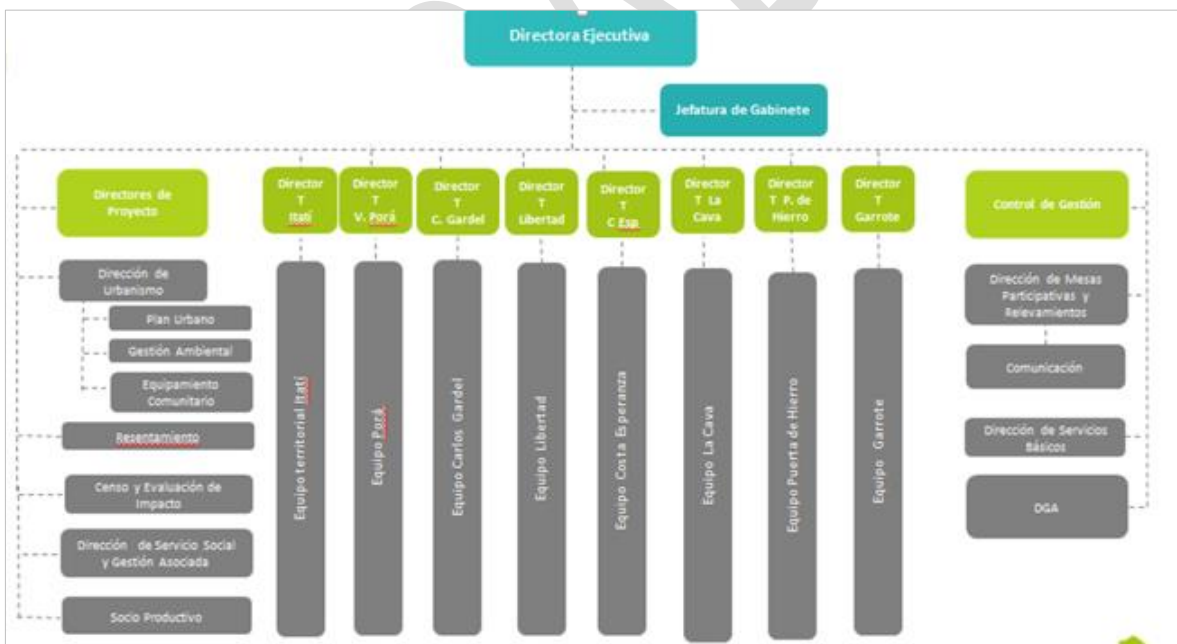 Directora Ejecutiva
Jefatura de Gabinete
Directores de
Proyecto
Director
T
Itatí
Director
T
V. Porá
Director
T
C. Gardel
Director
T
Libertad
Director
T
C Esp
Director
T La
Cava
Director
T P. de
Hierro
Director
T
Garrote
Control de Gestión
Dirección de
Urbanismo
Plan Urbano
Gestión Ambiental
Equipamiento
Comunitario
Resentamiento
Censo y Evaluación de
Impacto
Dirección de Servicio Social
y Gestión Asociada
Socio Productivo
Equipo territorial Itatí
Equipo Porá
Equipo Carlos Gardel
Equipo Libertad
Equipo Costa Esperanza
Equipo La Cava
Equipo Puerta de Hierro
Equipo Garrote
Dirección de Mesas
Participativas y
Relevamientos
Comunicación
Dirección de Servicios
Básicos
DGA